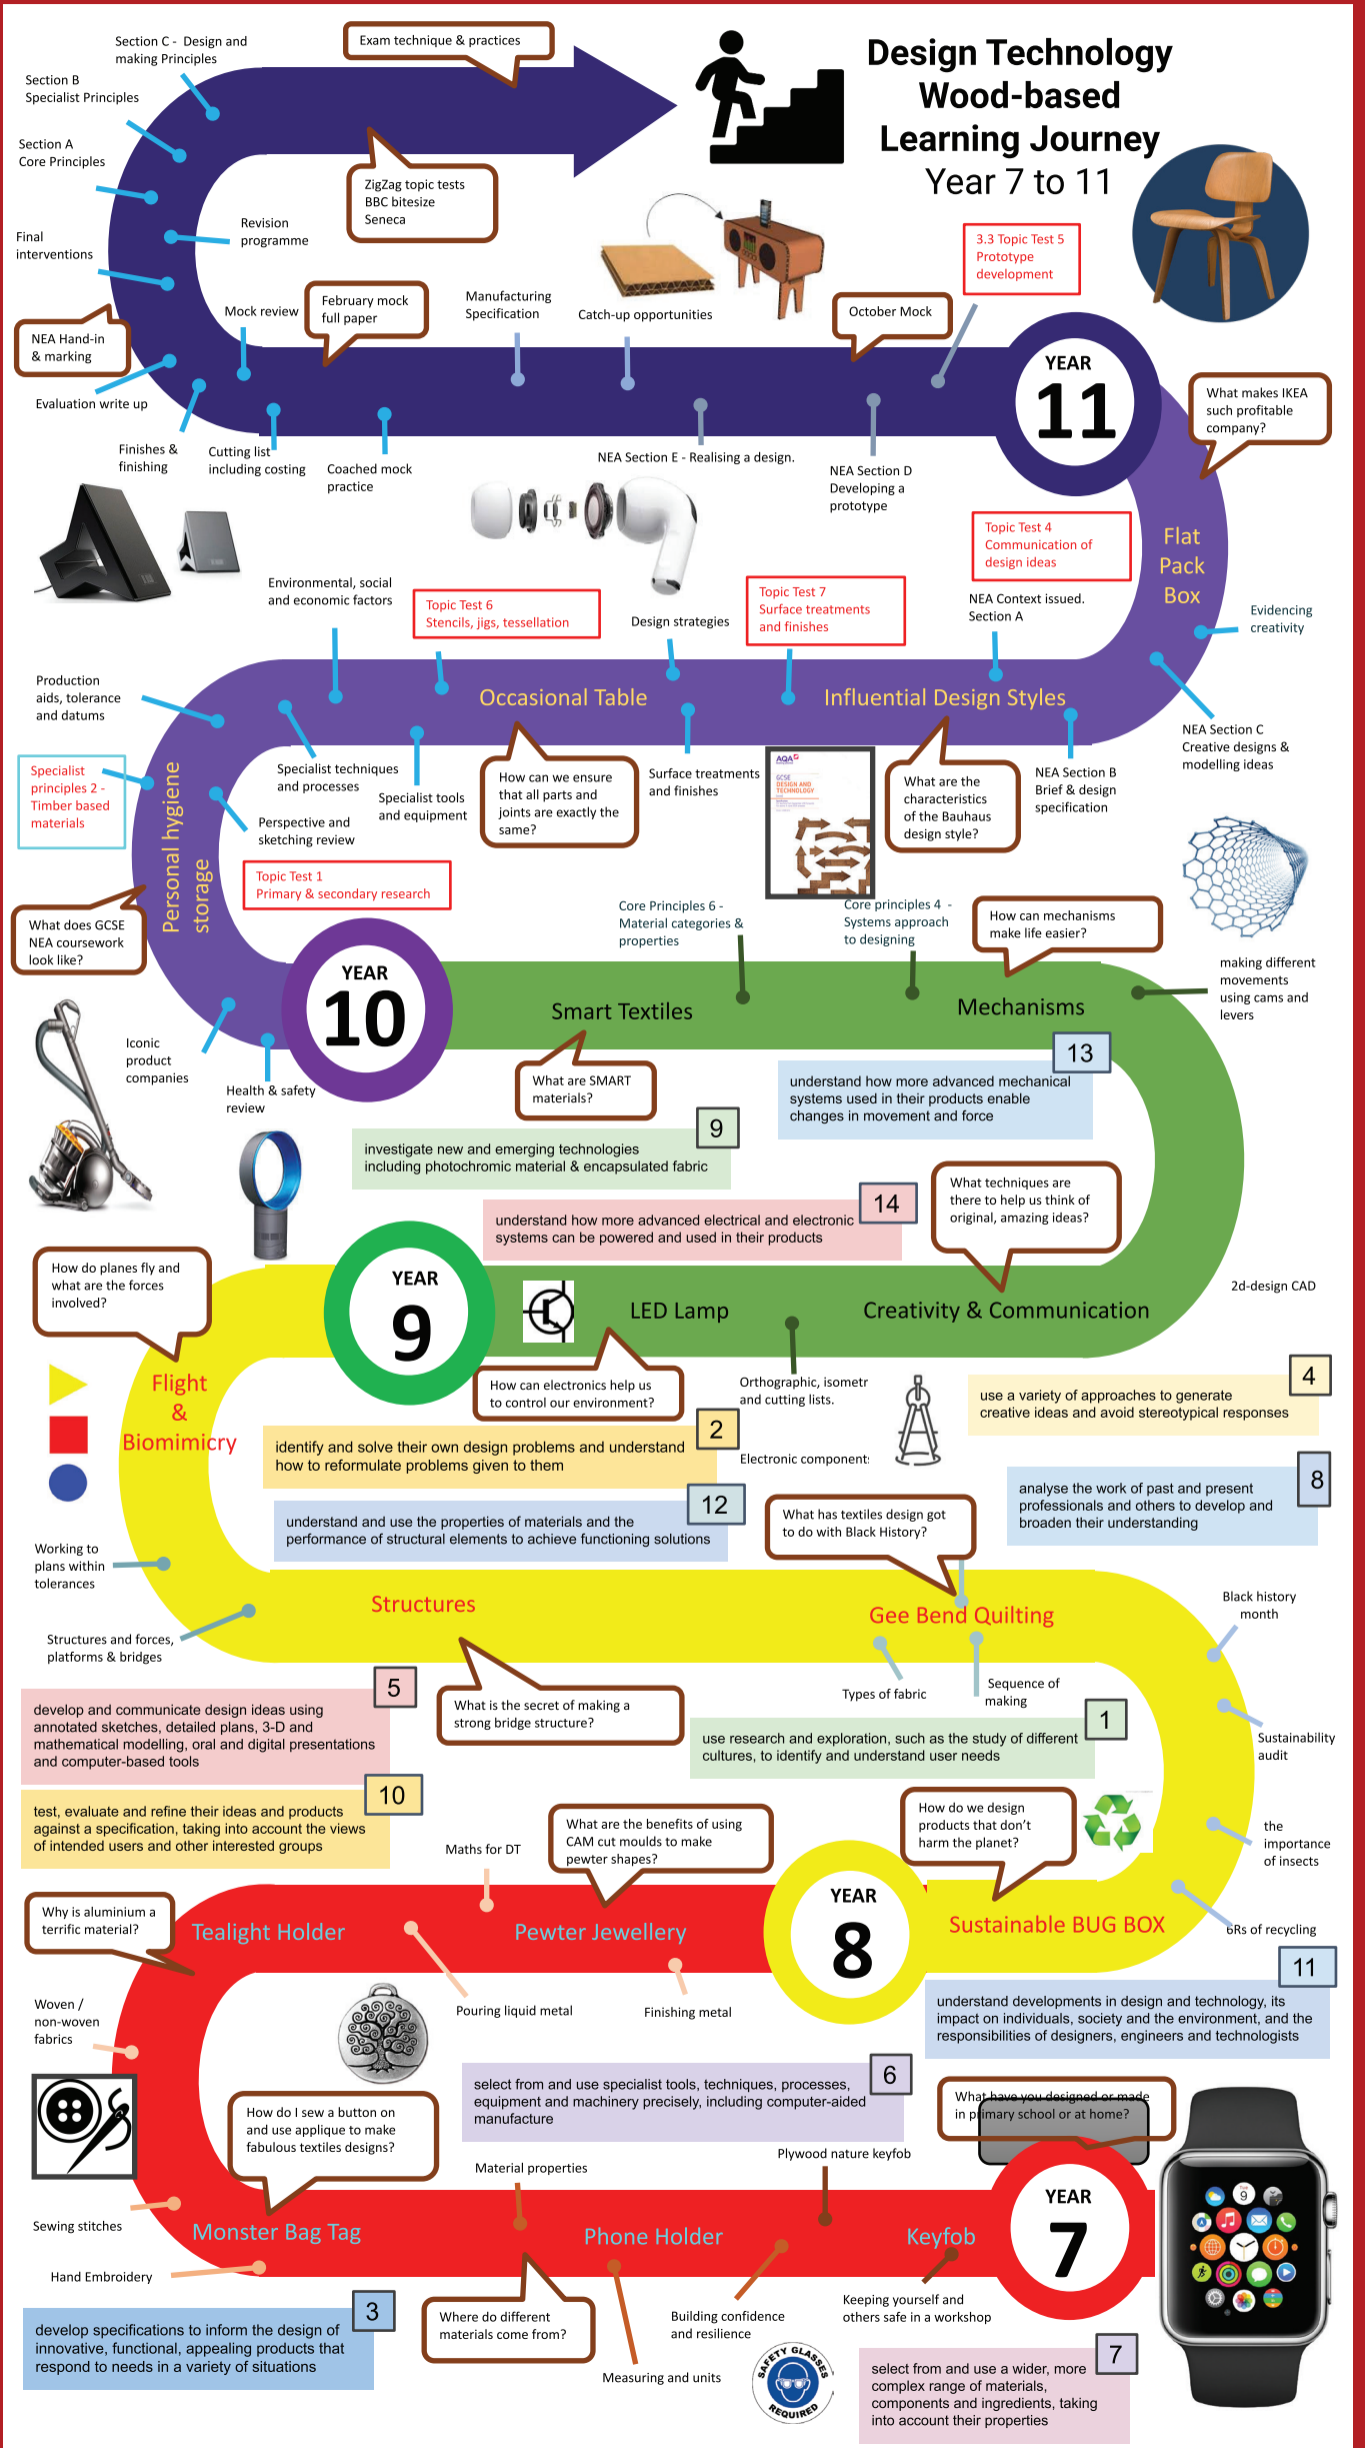 Design Technology
Wood-based
Learning Journey
Year 7 to 11
Section C - Design and
making Principles
Exam technique & practices
Section B
Specialist Principles
Section A
Core Principles
ZigZag topic tests
BBC bitesize
Seneca
Revision
programme
Final
interventions
3.3 Topic Test 5
Prototype
development
Mock review
February mock
full paper
Manufacturing
Specification
Catch-up opportunities
October Mock
NEA Hand-in
& marking
YEAR
11
What makes IKEA
such profitable
company?
Evaluation write up
Finishes &
finishing
Cutting list
including costing
Coached mock
practice
NEA Section E - Realising a design.
NEA Section D
Developing a
prototype
Topic Test 4
Communication of
design ideas
Flat
Pack
Box
Environmental, social
and economic factors
Topic Test 6
Stencils, jigs, tessellation
Design strategies
Topic Test 7
Surface treatments
and finishes
NEA Context issued.
Section A
Evidencing
creativity
Production
aids, tolerance
and datums
Occasional Table
Influential Design Styles
NEA Section C
Creative designs &
modelling ideas
Specialist
principles 2 -
Timber based
materials
Personal hygiene
storage
Specialist techniques
and processes
Specialist tools
and equipment
How can we ensure
that all parts and
joints are exactly the
same?
Surface treatments
and finishes
AQA
GCSE
DESIGN AND
TECHNOLOGY
What are the
characteristics
of the Bauhaus
design style?
NEA Section B
Brief & design
specification
Perspective and
sketching review
Topic Test 1
Primary & secondary research
What does GCSE
NEA coursework
look like?
Core Principles 6 -
Material categories &
properties
Core principles 4 -
Systems approach
to designing
How can mechanisms
make life easier?
making different
movements
using cams and
levers
YEAR
10
Smart Textiles
Mechanisms
Iconic
product
companies
Health & safety
review
What are SMART
materials?
13
understand how more advanced mechanical
systems used in their products enable
changes in movement and force
9
investigate new and emerging technologies
including photochromic material & encapsulated fabric
14
understand how more advanced electrical and electronic
systems can be powered and used in their products
What techniques are
there to help us think of
original, amazing ideas?
How do planes fly and
what are the forces
involved?
YEAR
9
LED Lamp
Creativity & Communication
2d-design CAD
Flight
&
Biomimicry
How can electronics help us
to control our environment?
Orthographic, isometr
and cutting lists.
4
use a variety of approaches to generate
creative ideas and avoid stereotypical responses
2
identify and solve their own design problems and understand
how to reformulate problems given to them
Electronic component
8
analyse the work of past and present
professionals and others to develop and
broaden their understanding
12
understand and use the properties of materials and the
performance of structural elements to achieve functioning solutions
What has textiles design got
to do with Black History?
Working to
plans within
tolerances
Structures
Gee Bend Quilting
Black history
month
Structures and forces,
platforms & bridges
Types of fabric
Sequence of
making
5
develop and communicate design ideas using
annotated sketches, detailed plans, 3-D and
mathematical modelling, oral and digital presentations
and computer-based tools
What is the secret of making a
strong bridge structure?
1
use research and exploration, such as the study of different
cultures, to identify and understand user needs
Sustainability
audit
10
test, evaluate and refine their ideas and products
against a specification, taking into account the views
of intended users and other interested groups
Maths for DT
What are the benefits of using
CAM cut moulds to make
pewter shapes?
How do we design
products that don't
harm the planet?
the
importance
of insects
Why is aluminium a
terrific material?
Tealight Holder
Pewter Jewellery
YEAR
8
Sustainable BUG BOX
6Rs of recycling
11
understand developments in design and technology, its
impact on individuals, society and the environment, and the
responsibilities of designers, engineers and technologists
Woven /
non-woven
fabrics
Pouring liquid metal
Finishing metal
6
select from and use specialist tools, techniques, processes,
equipment and machinery precisely, including computer-aided
manufacture
What have you designed or made
in primary school or at home?
How do I sew a button on
and use applique to make
fabulous textiles designs?
Material properties
Plywood nature keyfob
YEAR
7
Sewing stitches
Monster Bag Tag
Phone Holder
Keyfob
Hand Embroidery
Where do different
materials come from?
Building confidence
and resilience
Keeping yourself and
others safe in a workshop
Measuring and units
3
develop specifications to inform the design of
innovative, functional, appealing products that
respond to needs in a variety of situations
SAFETY GLASSES
REQUIRED
7
select from and use a wider, more
complex range of materials,
components and ingredients, taking
into account their properties
9